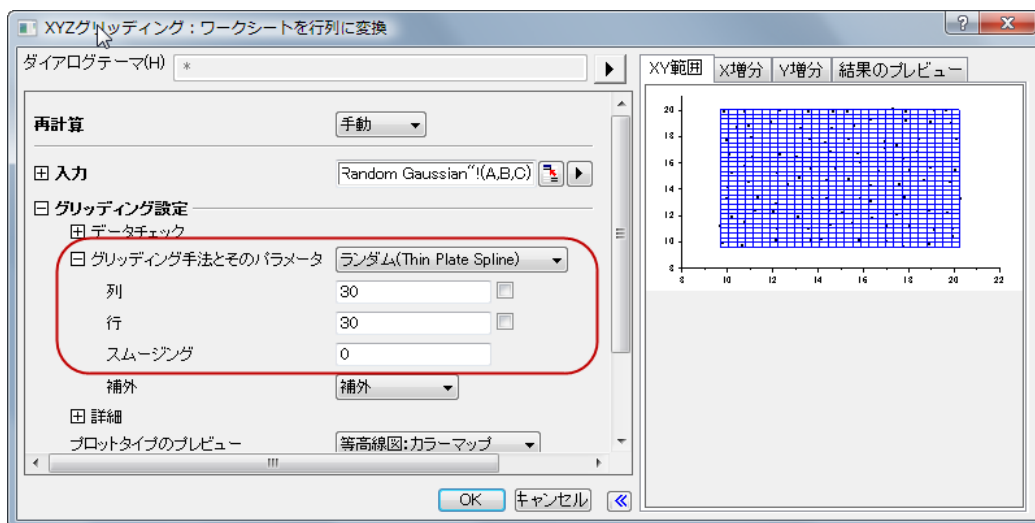 XYZグリッディング：ワークシートを行列に変換
ダイアログテーマ(H) *
再計算 手動
入力 Random Gaussian"!(A,B,C)
グリッディング設定
データチェック
グリッディング手法とそのパラメータ ランダム(Thin Plate Spline)
列 30
行 30
スムージング 0
補外 補外
詳細
プロットタイプのプレビュー 等高線図:カラーマップ
OK キャンセル
XY範囲 X増分 Y増分 結果のプレビュー
20
18
16
14
12
10
8
8 10 12 14 16 18 20 22